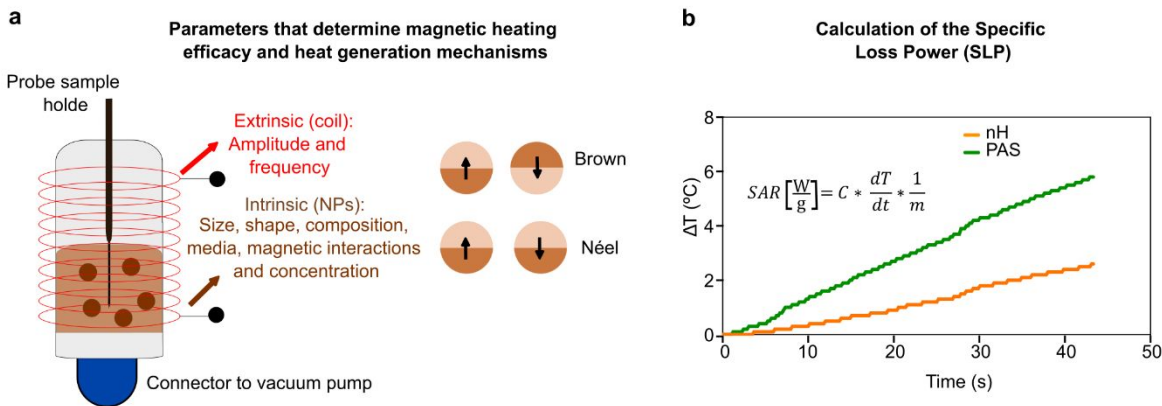 a
Parameters that determine magnetic heating
efficacy and heat generation mechanisms
Probe sample
holde
Extrinsic (coil):
Amplitude and
frequency
Intrinsic (NPs):
Size, shape, composition,
media, magnetic interactions
and concentration
Brown
Néel
Connector to vacuum pump
b
Calculation of the Specific
Loss Power (SLP)
nH
PAS
SAR [W/g] = C * dT/dt * 1/m
ΔT (ºC)
8
6
4
2
0
0 10 20 30 40 50
Time (s)